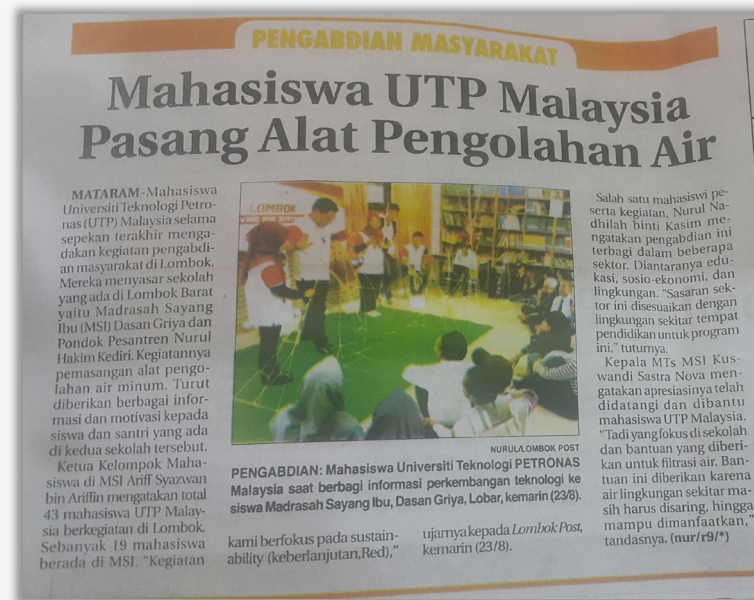 PENGABDIAN MASYARAKAT
Mahasiswa UTP Malaysia
Pasang Alat Pengolahan Air
MATARAM-Mahasiswa
Universiti Teknologi Petro-
nas (UTP) Malaysia selama
sepekan terakhir menga-
dakan kegiatan pengabdi-
an masyarakat di Lombok.
Mereka menyasar sekolah
yang ada di Lombok Barat
yaitu Madrasah Sayang
Ibu (MSI) Dasan Griya dan
Pondok Pesantren Nurul
Hakim Kediri. Kegiatannya
pemasangan alat pengo-
lahan air minum. Turut
diberikan berbagai infor-
masi dan motivasi kepada
siswa dan santri yang ada
di kedua sekolah tersebut.
Ketua Kelompok Maha-
siswa di MSI Ariff Syazwan
bin Ariffin mengatakan total
43 mahasiswa UTP Malay-
sia berkegiatan di Lombok.
Sebanyak 19 mahasiswa
berada di MSI. “Kegiatan
LOMBOK
NURUL/LOMBOK POST
PENGABDIAN: Mahasiswa Universiti Teknologi PETRONAS
Malaysia saat berbagi informasi perkembangan teknologi ke
siswa Madrasah Sayang Ibu, Dasan Griya, Lobar, kemarin (23/8).
kami berfokus pada sustain-
ability (keberlanjutan,Red),”
ujarnya kepada Lombok Post,
kemarin (23/8).
Salah satu mahasiswi pe-
serta kegiatan, Nurul Na-
dhilah binti Kasim me-
ngatakan pengabdian ini
terbagi dalam beberapa
sektor. Diantaranya edu-
kasi, sosio-ekonomi, dan
lingkungan. “Sasaran sek-
tor ini disesuaikan dengan
lingkungan sekitar tempat
pendidikan untuk program
ini,” tuturnya.
Kepala MTs MSI Kus-
wandi Sastra Nova men-
gatakan apresiasinya telah
didatangi dan dibantu
mahasiswa UTP Malaysia.
“Tadi yang fokus di sekolah
dan bantuan yang diberi-
kan untuk filtrasi air. Ban-
tuan ini diberikan karena
air lingkungan sekitar ma-
sih harus disaring, hingga
mampu dimanfaatkan,”
tandasnya. (nur/r9/*)